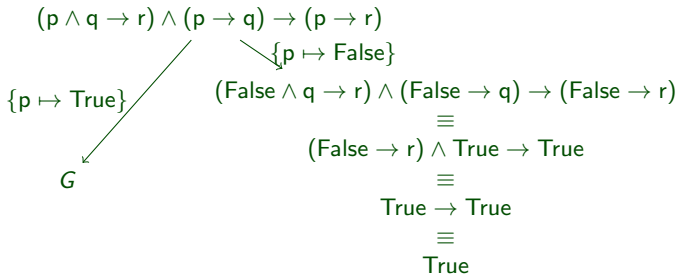 (p ∧ q → r) ∧ (p → q) → (p → r)
{p ↦ False}
{p ↦ True}
(False ∧ q → r) ∧ (False → q) → (False → r)
≡
(False → r) ∧ True → True
≡
G
True → True
≡
True